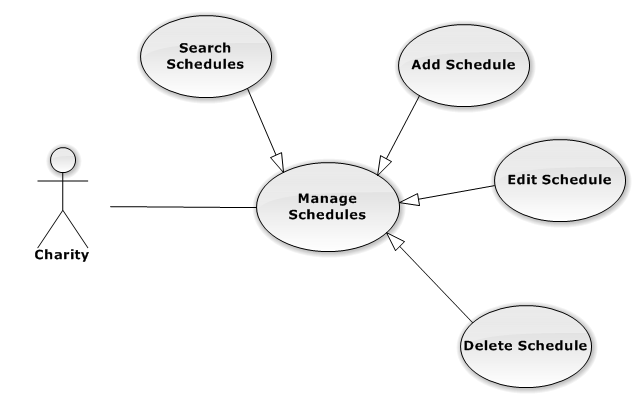 Search
Schedules
Add Schedule
Edit Schedule
Manage
Schedules
Charity
Delete Schedule